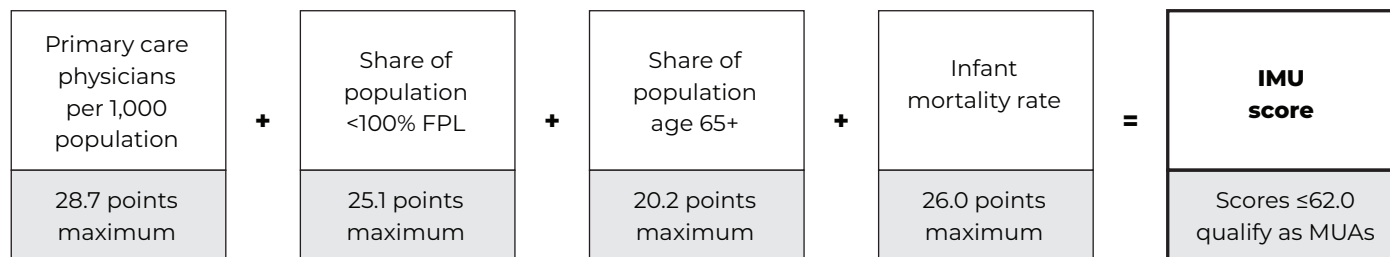 Primary care
physicians
per 1,000
population
+
Share of
population
<100% FPL
+
Share of
population
age 65+
+
Infant
mortality rate
=
IMU
score
28.7 points
maximum
25.1 points
maximum
20.2 points
maximum
26.0 points
maximum
Scores ≤62.0
qualify as MUAs